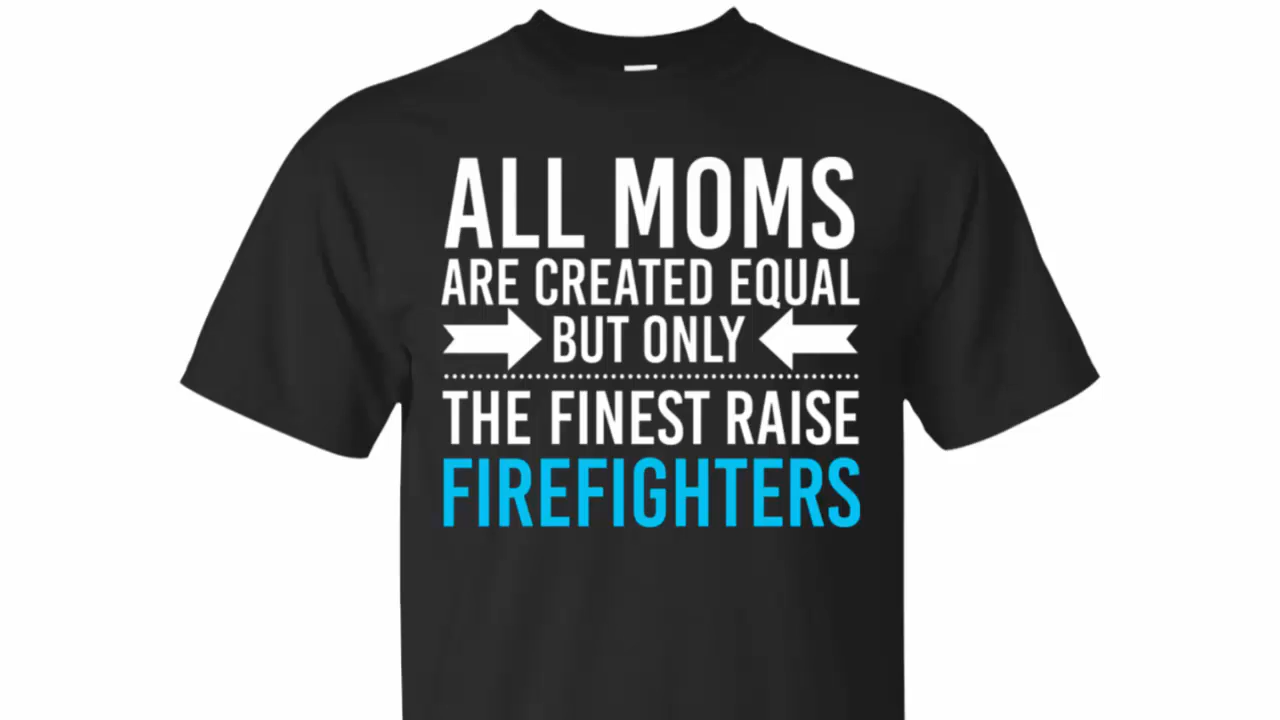 ALL MOMS
ARE CREATED EQUAL
BUT ONLY
THE FINEST RAISE
FIREFIGHTERS